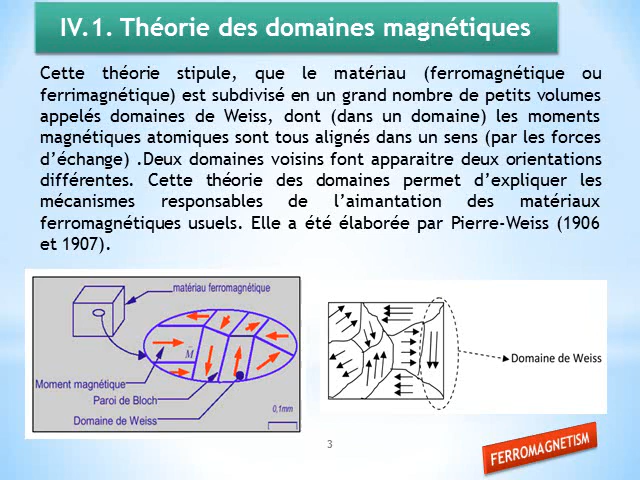 IV.1. Théorie des domaines magnétiques
Cette théorie stipule, que le matériau (ferromagnétique ou
ferrimagnétique) est subdivisé en un grand nombre de petits volumes
appelés domaines de Weiss, dont (dans un domaine) les moments
magnétiques atomiques sont tous alignés dans un sens (par les forces
d’échange) .Deux domaines voisins font apparaitre deux orientations
différentes. Cette théorie des domaines permet d’expliquer les
mécanismes responsables de l’aimantation des matériaux
ferromagnétiques usuels. Elle a été élaborée par Pierre-Weiss (1906
et 1907).
matériau ferromagnétique
M
Moment magnétique
Paroi de Bloch
Domaine de Weiss
0,1mm
Domaine de Weiss
3
FERROMAGNETISM